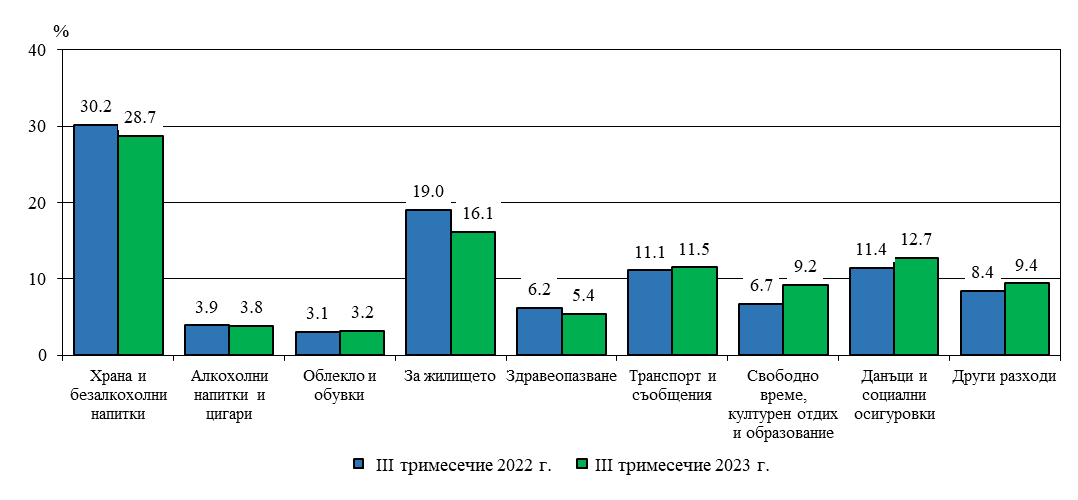 %
40
30
20
10
0
30.2
28.7
3.9
3.8
3.1
3.2
19.0
16.1
6.2
5.4
11.1
11.5
6.7
9.2
11.4
12.7
8.4
9.4
Храна и
безалкохолни
напитки
Алкохолни
напитки и
цигари
Облекло и
обувки
За жилището
Здравеопазване
Транспорт и
съобщения
Свободно
време,
културен отдих
и образование
Данъци и
социални
осигуровки
Други разходи
III тримесечие 2022 г.
III тримесечие 2023 г.